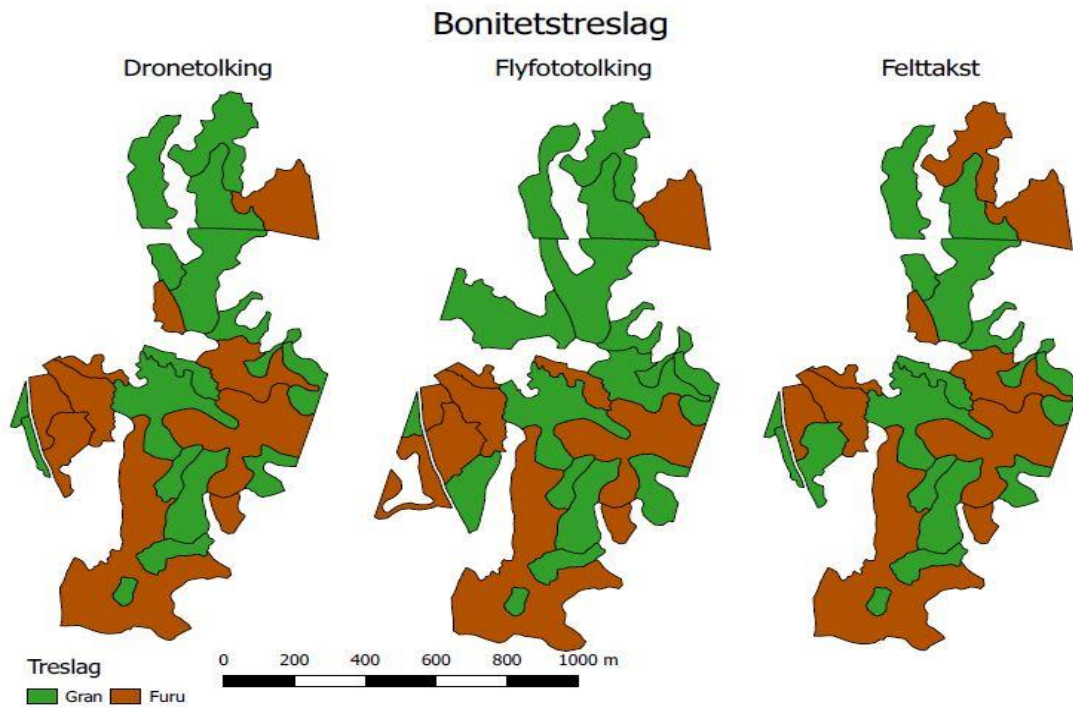 Bonitetstreslag
Dronetolking Flyfototolking Felttakst
Treslag
Gran Furu
0 200 400 600 800 1000 m